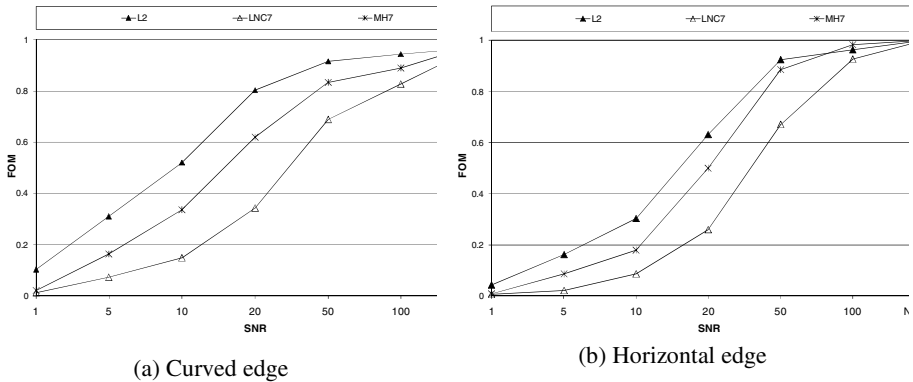 L2 LNC7 MH7
1
0.8
0.6
0.4
0.2
0
FOM
1 5 10 20 50 100
SNR
(a) Curved edge
L2 LNC7 MH7
1
0.8
0.6
0.4
0.2
0
FOM
1 5 10 20 50 100 N
SNR
(b) Horizontal edge